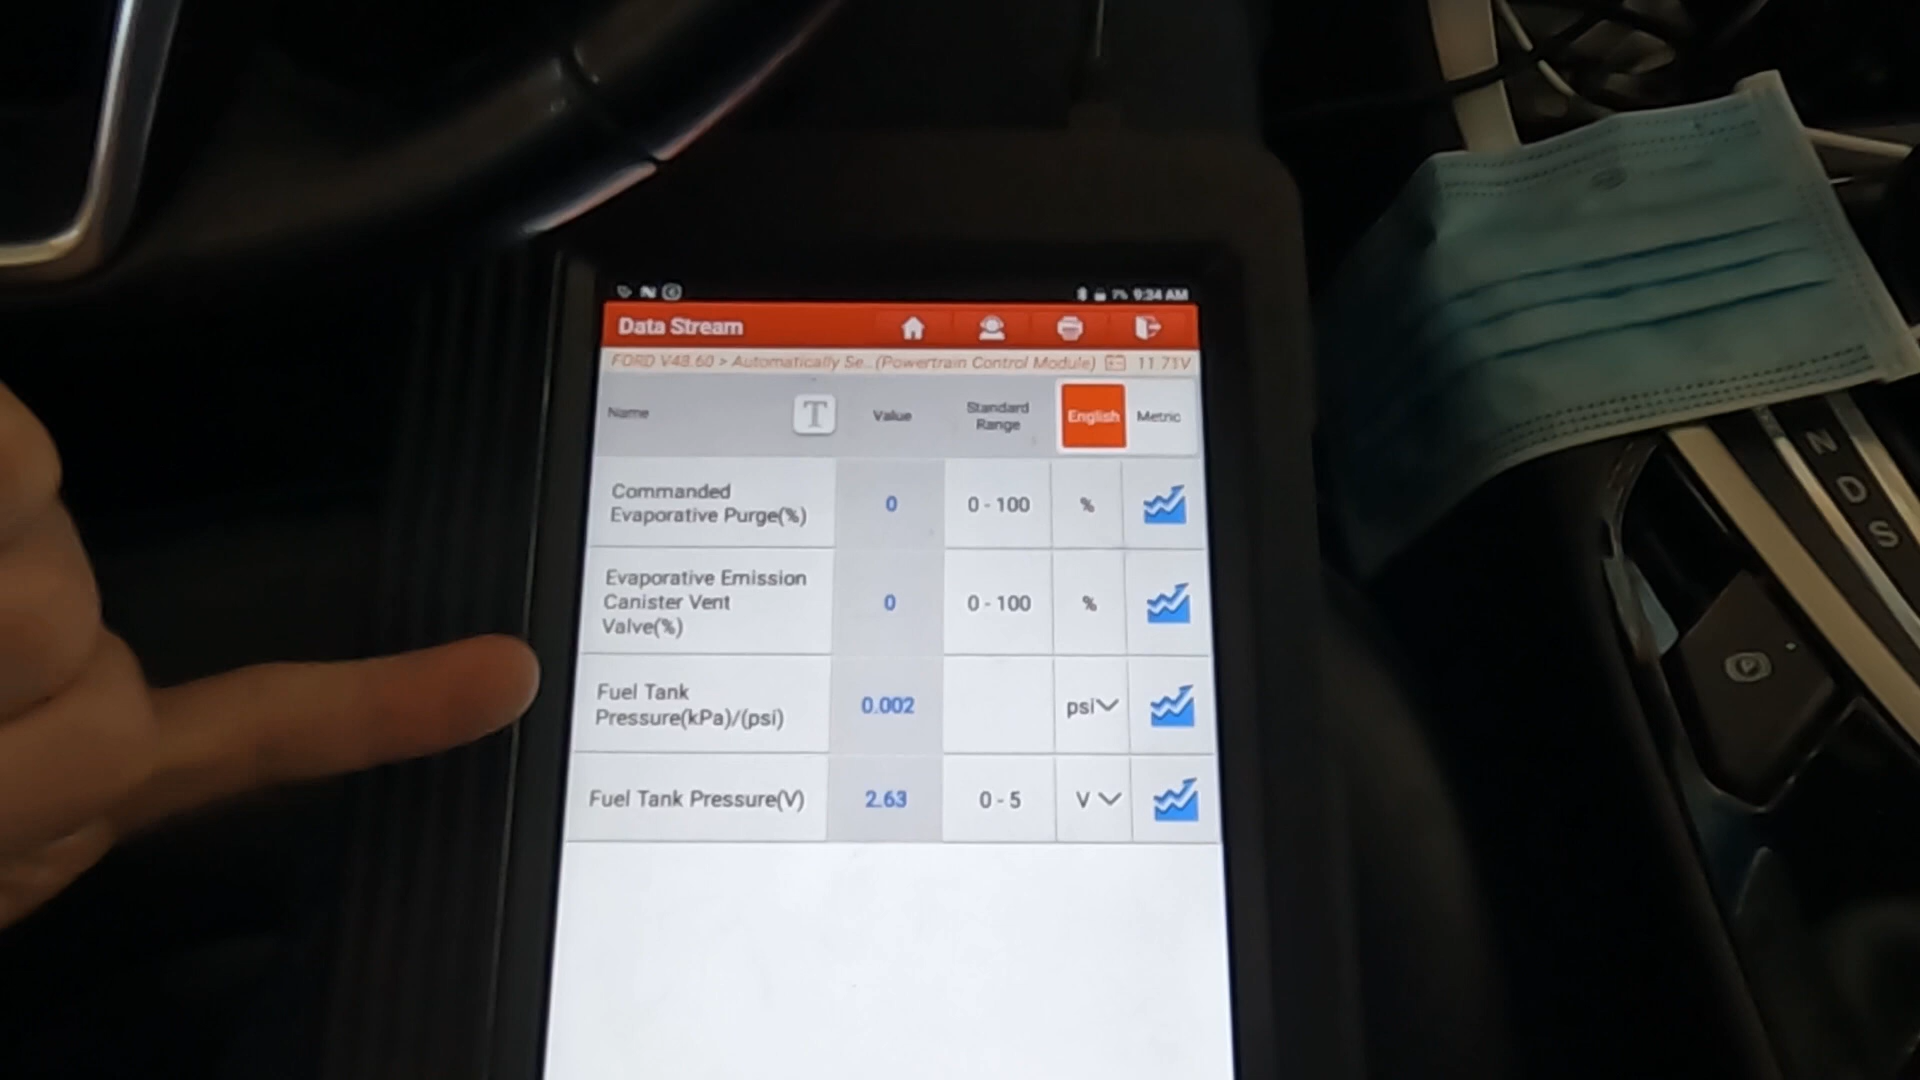 7% 9:34 AM
Data Stream
FORD V48.60 > Automatically Se...(Powertrain Control Module) 11.71V
Name T Value Standard Range English Metric
Commanded
Evaporative Purge(%) 0 0 - 100 %
Evaporative Emission
Canister Vent
Valve(%) 0 0 - 100 %
Fuel Tank
Pressure(kPa)/(psi) 0.002 psi
Fuel Tank Pressure(V) 2.63 0 - 5 V
N
D
S
P